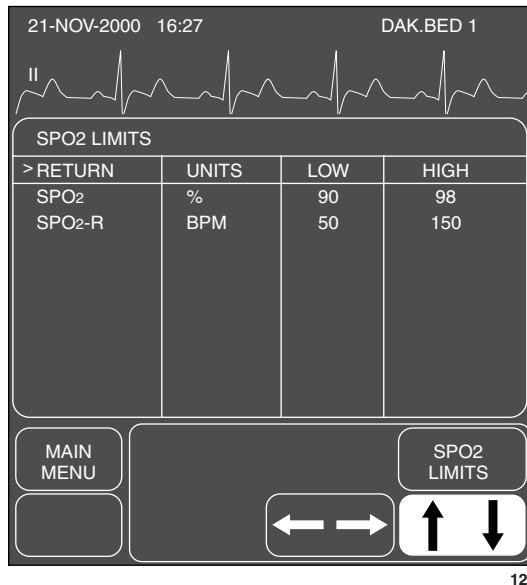 21-NOV-2000 16:27 DAK.BED 1
II
SPO2 LIMITS
>RETURN UNITS LOW HIGH
SPO2 % 90 98
SPO2-R BPM 50 150
MAIN
MENU
SPO2
LIMITS
12